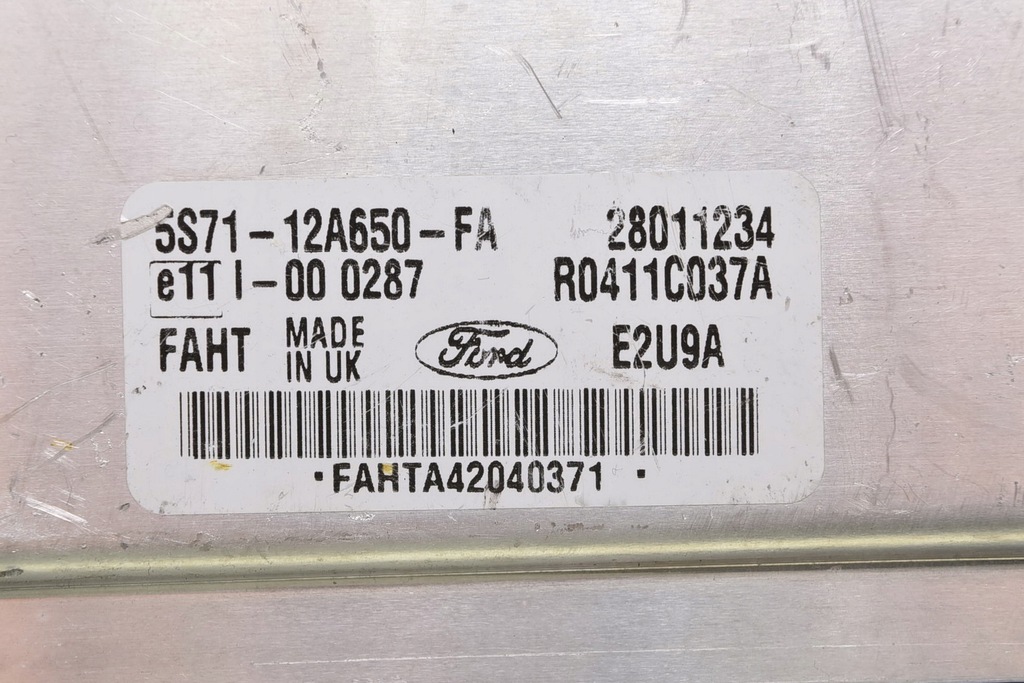 5S71-12A650-FA 28011234
e11 I-00 0287 R0411C037A
FAHT MADE IN UK Ford E2U9A
·FAHTA42040371 ·